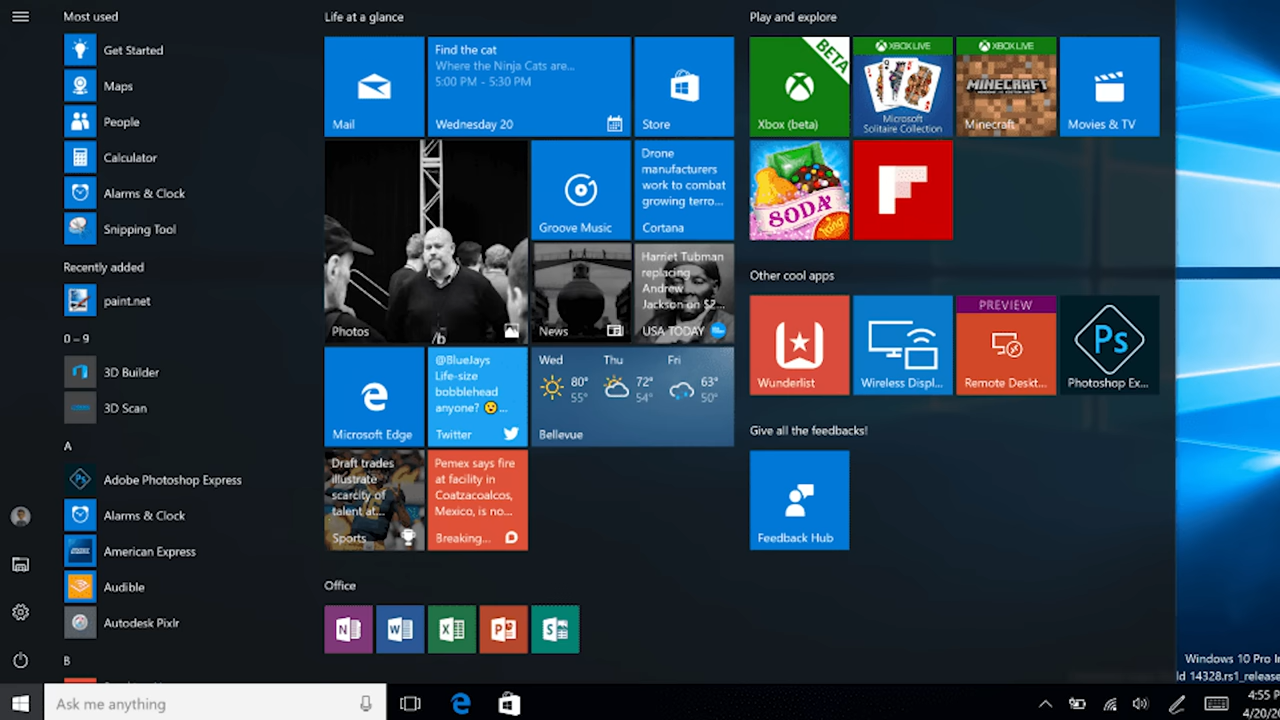 Most used
Get Started
Maps
People
Calculator
Alarms & Clock
Snipping Tool
Recently added
paint.net
0 – 9
3D Builder
3D Scan
A
Adobe Photoshop Express
Alarms & Clock
American Express
Audible
Autodesk Pixlr
B
Life at a glance
Mail
Find the cat
Where the Ninja Cats are...
5:00 PM - 5:30 PM
Wednesday 20
Store
Photos
/b
Groove Music
Drone
manufacturers
work to combat
growing terro...
Cortana
News
Harriet Tubman
replacing
Andrew
Jackson on $2...
USA TODAY
Microsoft Edge
@BlueJays
Life-size
bobblehead
anyone? 😮...
Twitter
Wed Thu Fri
80° 72° 63°
55° 54° 50°
Bellevue
Draft trades
illustrate
scarcity of
talent at...
Sports
Pemex says fire
at facility in
Coatzacoalcos,
Mexico, is no...
Breaking...
Office
N
W
X
P
S
Play and explore
BETA
Xbox (beta)
XBOX LIVE
Microsoft
Solitaire Collection
XBOX LIVE
MINECRAFT
Minecraft
Movies & TV
SODA
King
Other cool apps
Wunderlist
Wireless Displ...
PREVIEW
Remote Deskt...
Ps
Photoshop Ex...
Give all the feedbacks!
Feedback Hub
Windows 10 Pro In
ld 14328.rs1_release
Ask me anything
4:55 P
4/20/20